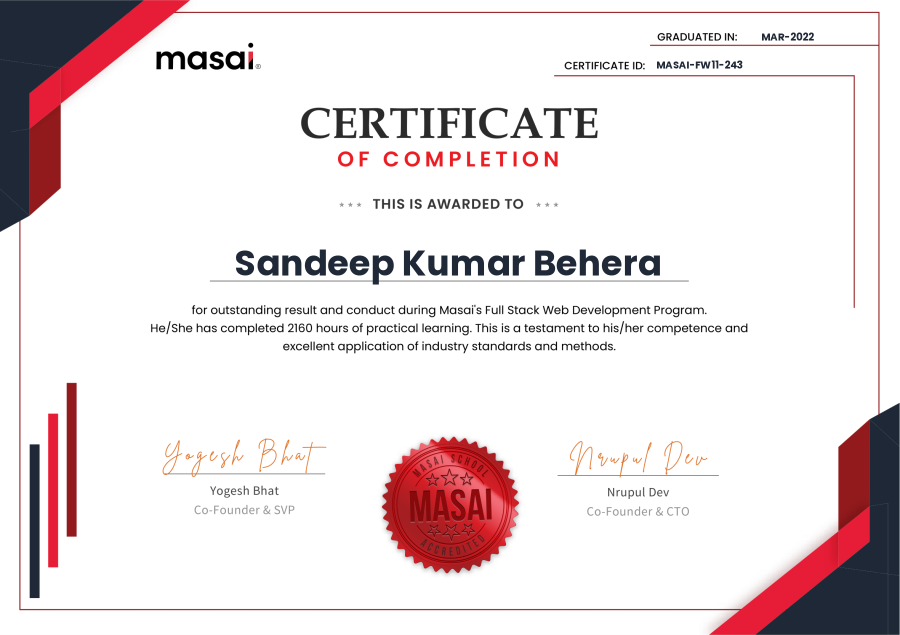 masai
GRADUATED IN: MAR-2022
CERTIFICATE ID: MASAI-FW11-243
CERTIFICATE
OF COMPLETION
*** THIS IS AWARDED TO ***
Sandeep Kumar Behera
for outstanding result and conduct during Masai's Full Stack Web Development Program.
He/She has completed 2160 hours of practical learning. This is a testament to his/her competence and
excellent application of industry standards and methods.
Yogesh Bhat
Yogesh Bhat
Co-Founder & SVP
MASAI SCHOOL
MASAI
ACCREDITED
Nrupul Dev
Nrupul Dev
Co-Founder & CTO